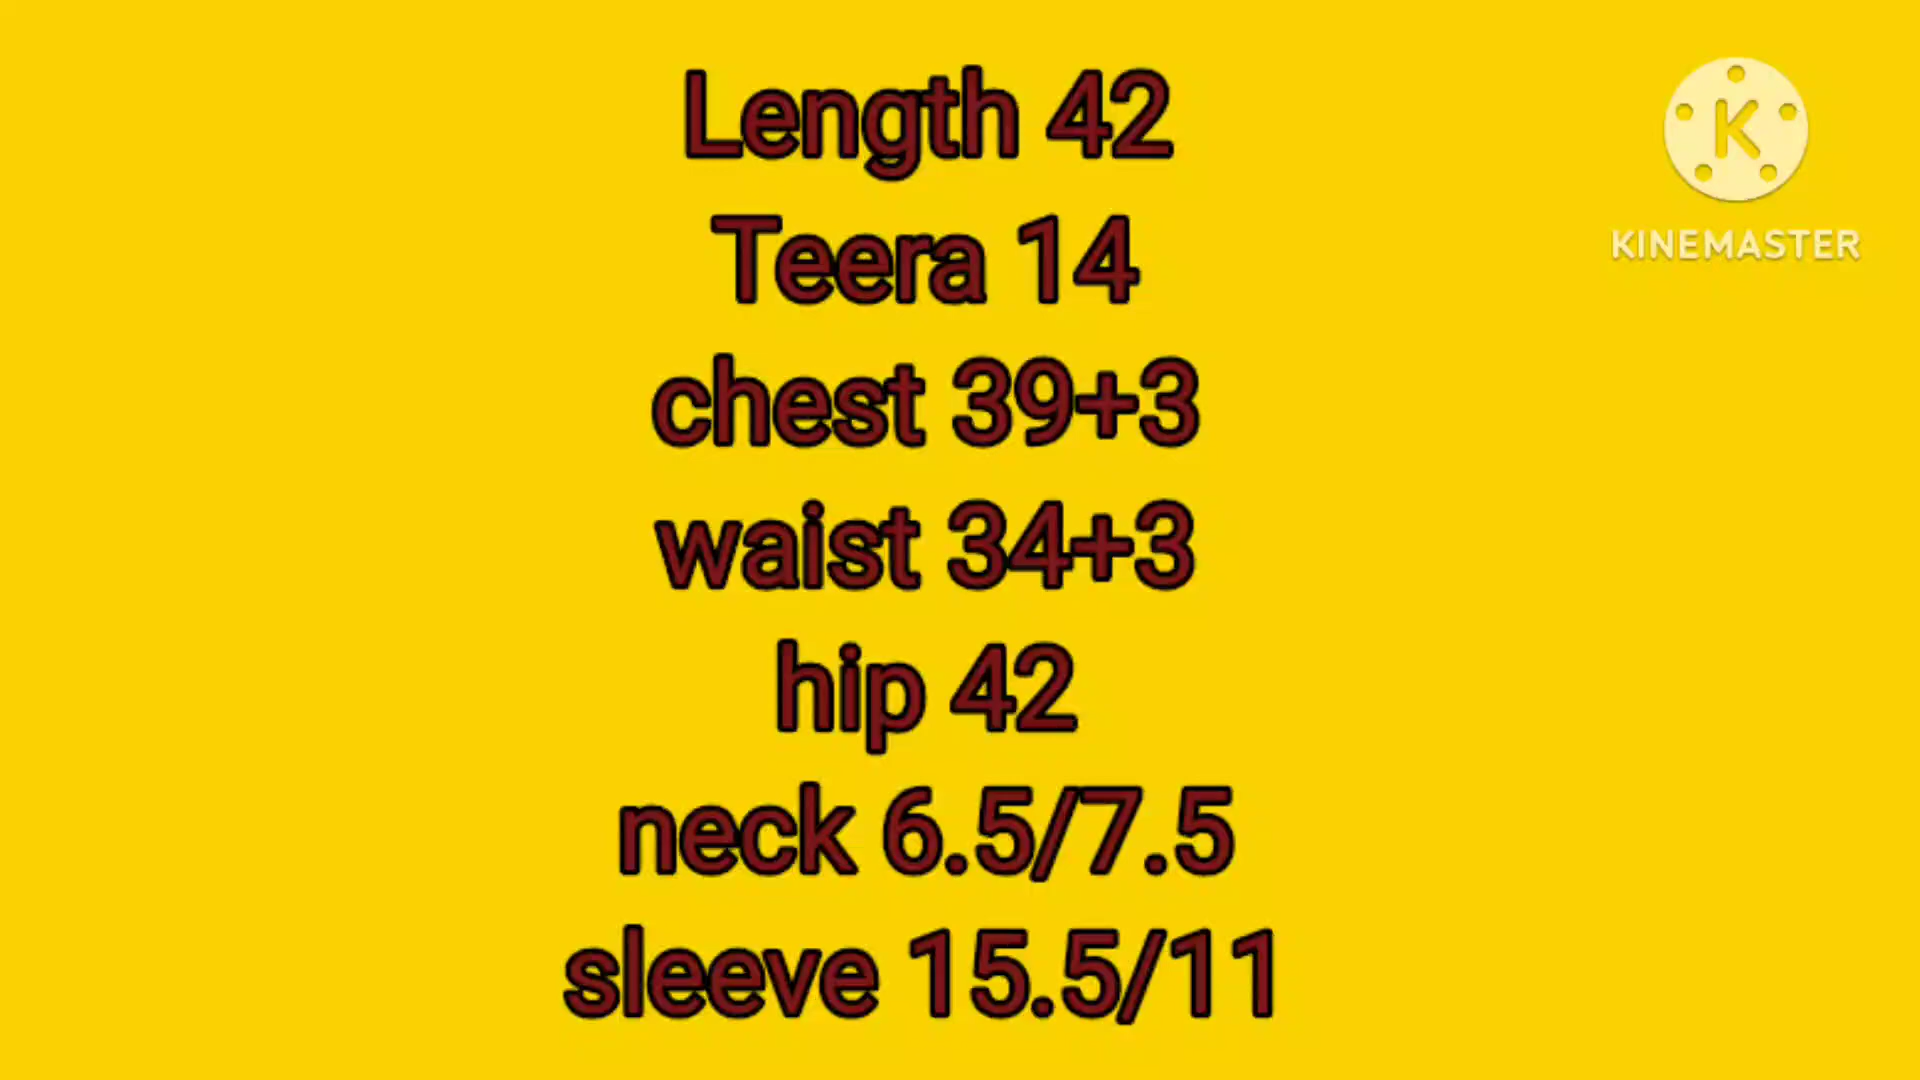 Length 42
Teera 14
chest 39+3
waist 34+3
hip 42
neck 6.5/7.5
sleeve 15.5/11
K
KINEMASTER